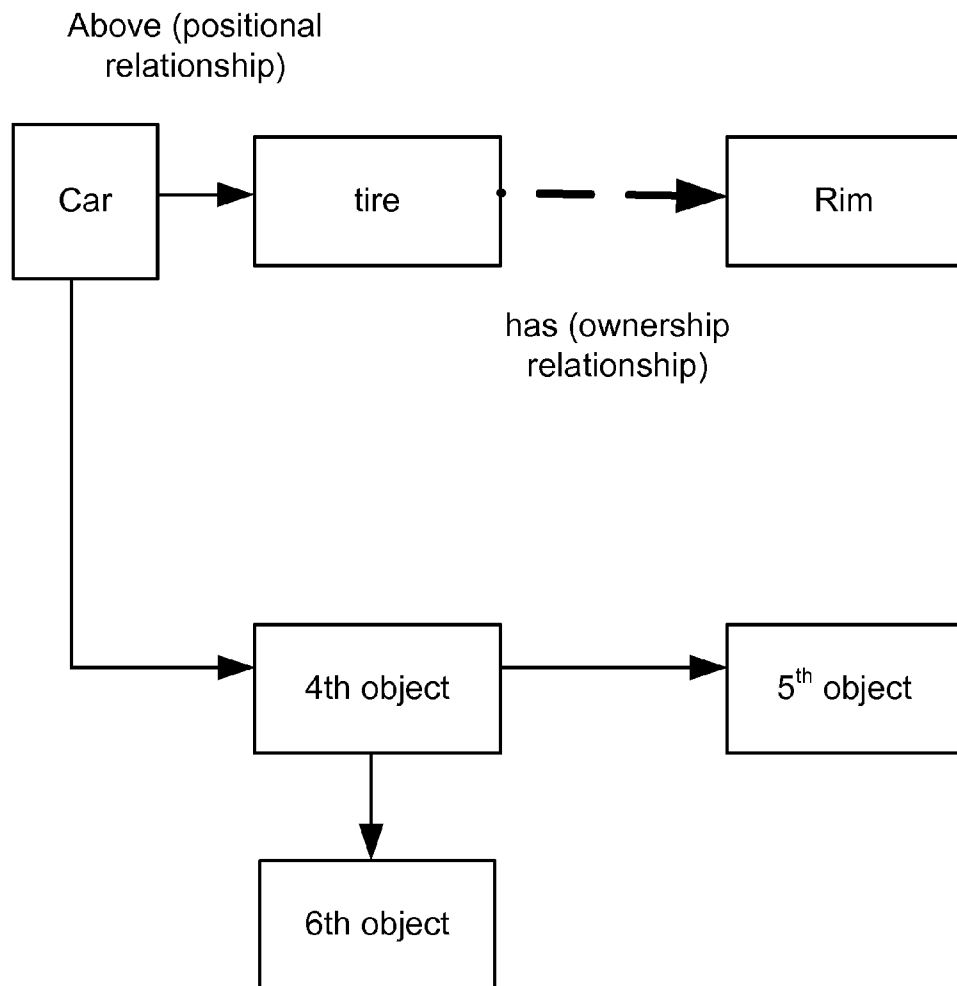 Above (positional
relationship)
Car
tire
Rim
has (ownership
relationship)
4th object
5th object
6th object